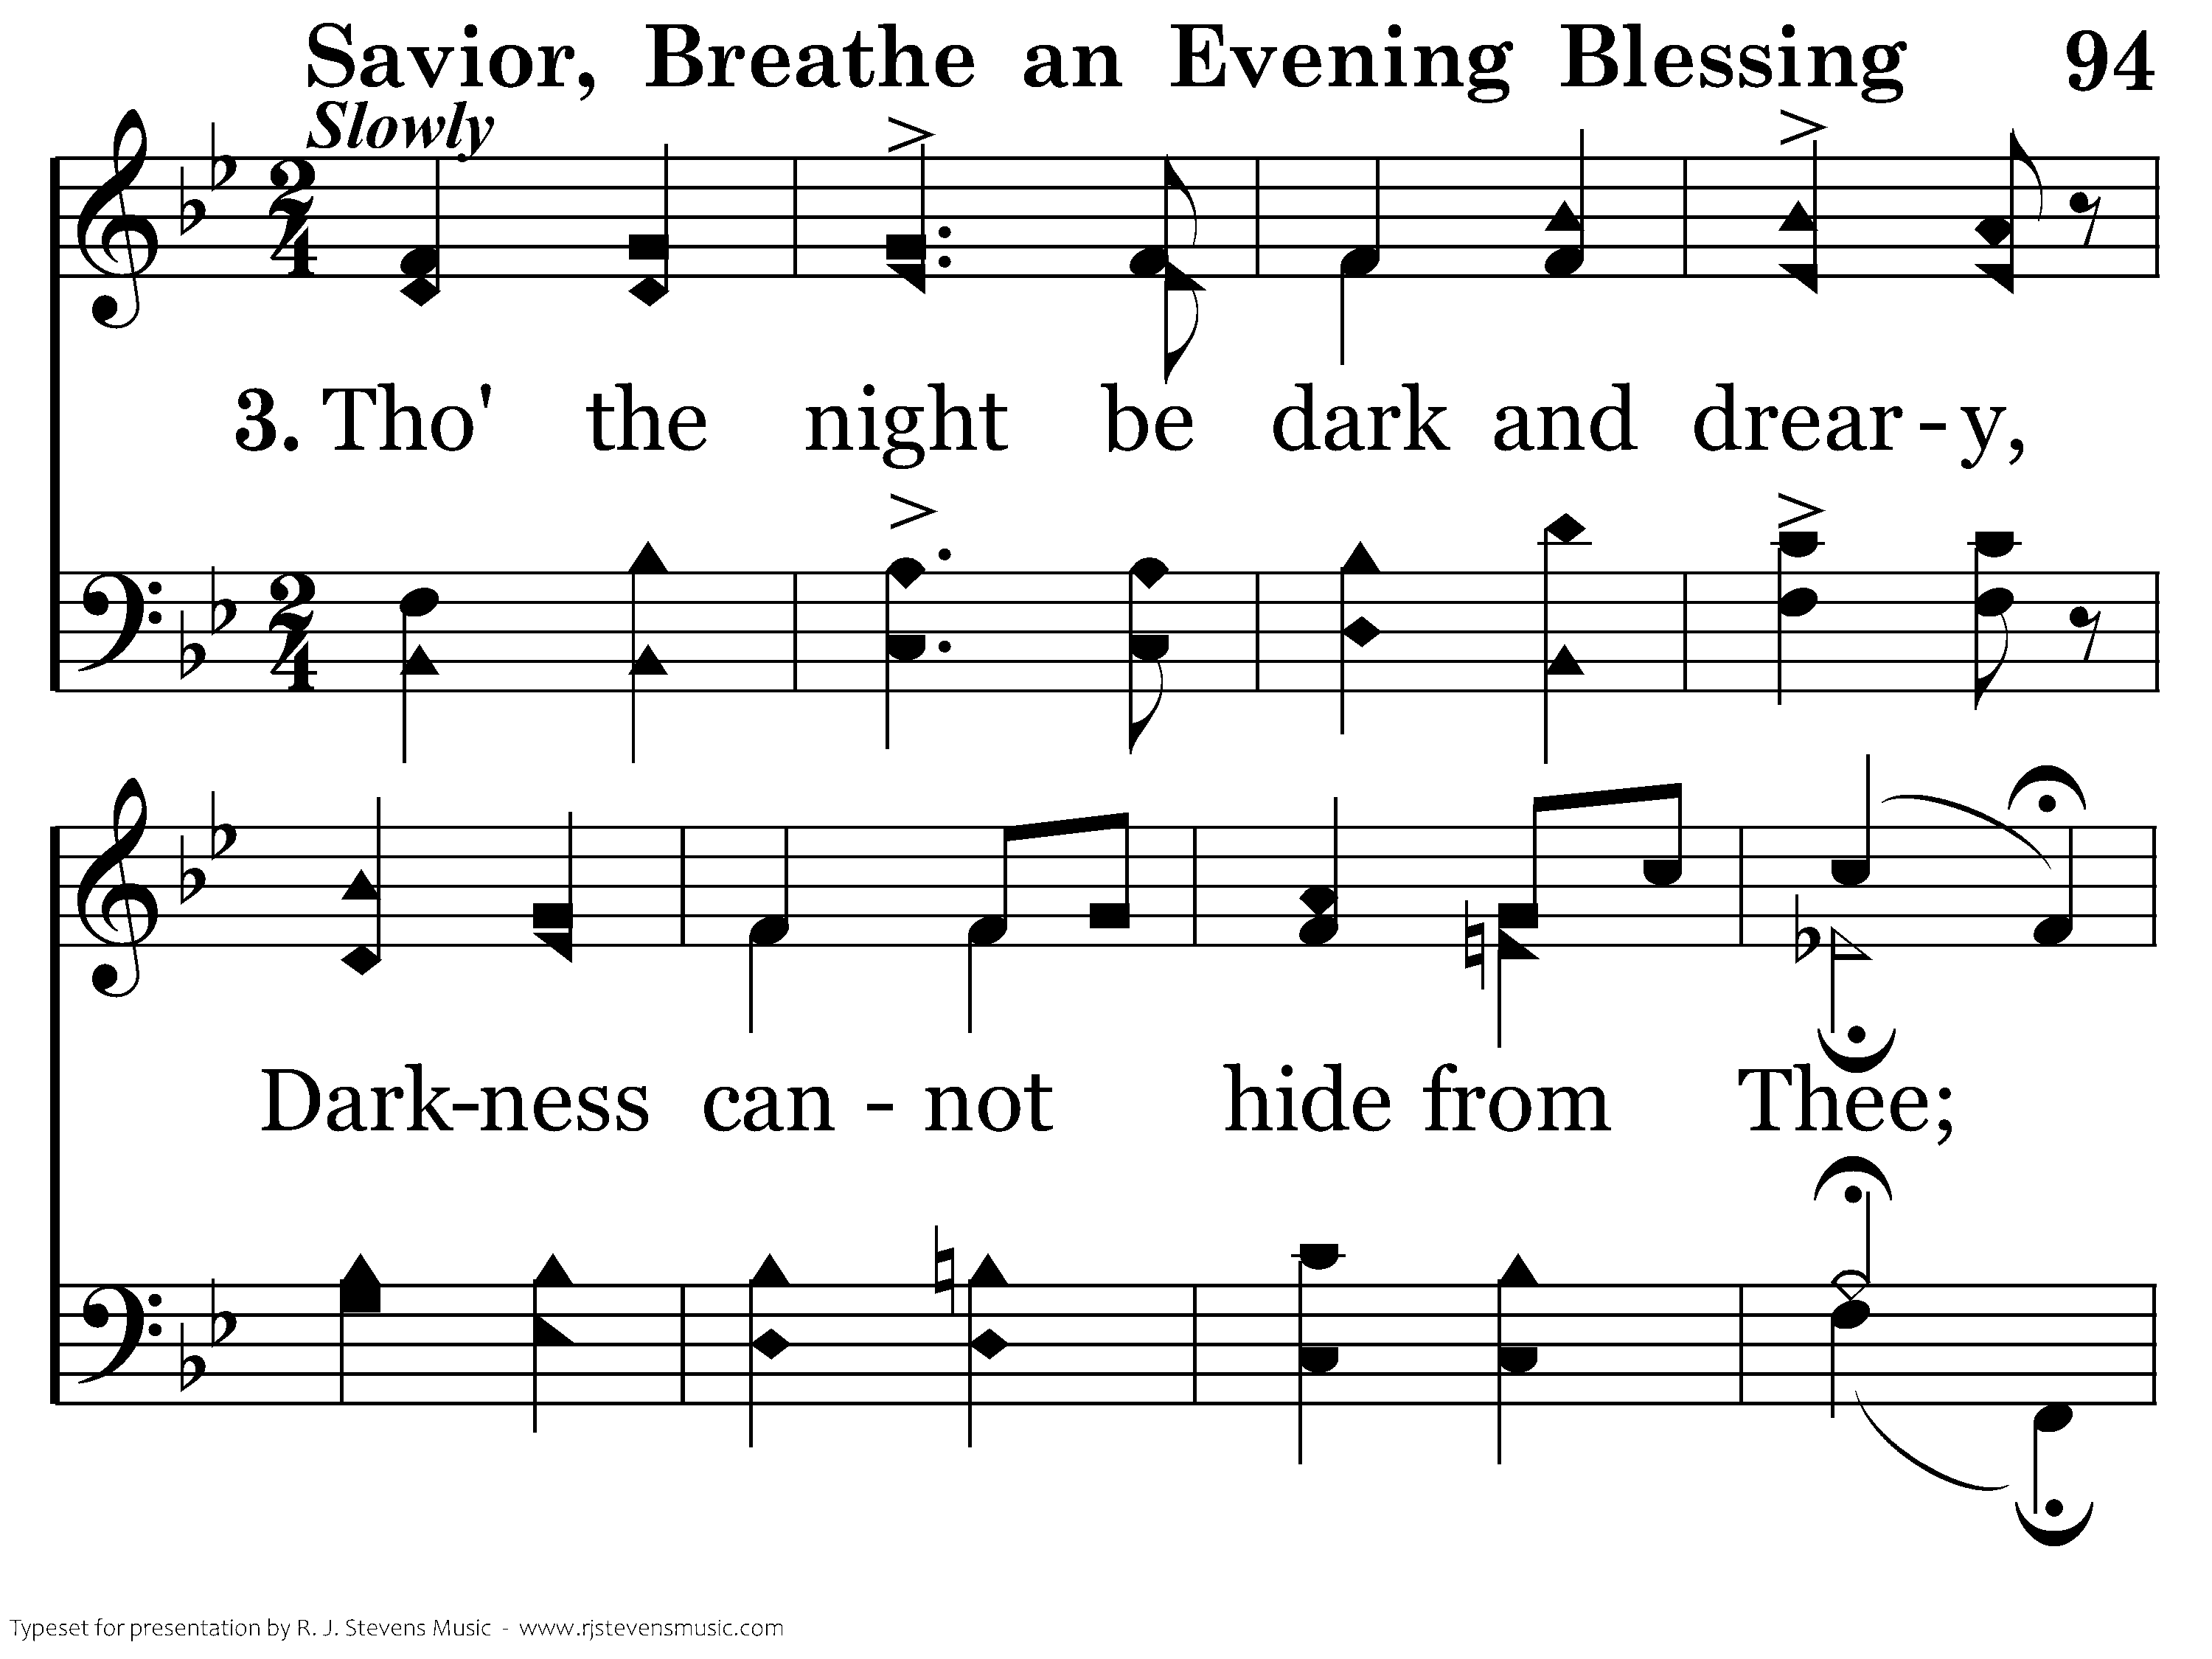 Savior, Breathe an Evening Blessing 94
Slowly
3. Tho' the night be dark and drear-y,
Dark-ness can - not hide from Thee;
Typeset for presentation by R. J. Stevens Music - www.rjstevensmusic.com